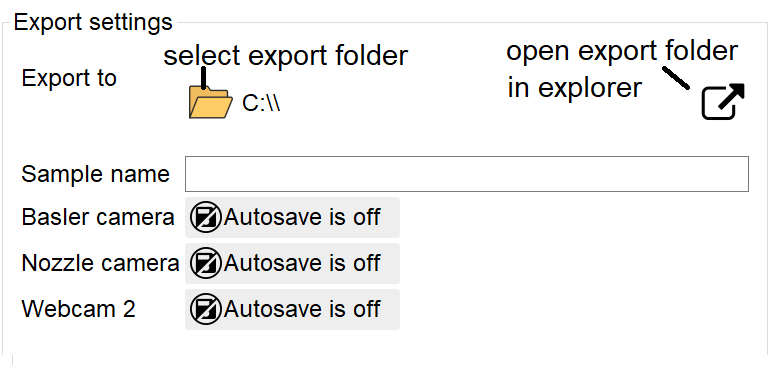 Export settings
select export folder
open export folder
in explorer
Export to
C:\\
Sample name
Basler camera Autosave is off
Nozzle camera Autosave is off
Webcam 2 Autosave is off